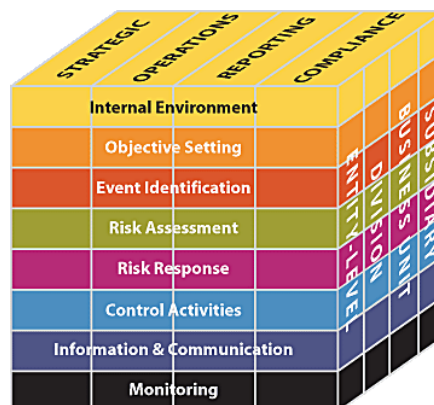 STRATEGIC
OPERATIONS
REPORTING
COMPLIANCE
Internal Environment
Objective Setting
Event Identification
Risk Assessment
Risk Response
Control Activities
Information & Communication
Monitoring
ENTITY-LEVEL
DIVISION
BUSINESS UNIT
SUBSIDIARY